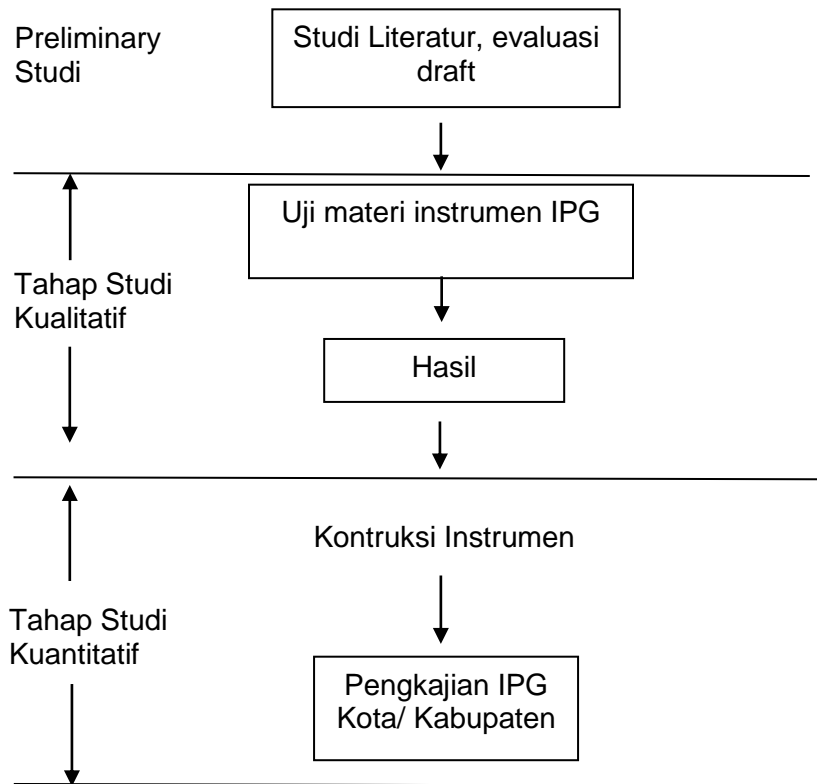 Preliminary
Studi
Studi Literatur, evaluasi
draft
Uji materi instrumen IPG
Tahap Studi
Kualitatif
Hasil
Kontruksi Instrumen
Tahap Studi
Kuantitatif
Pengkajian IPG
Kota/ Kabupaten